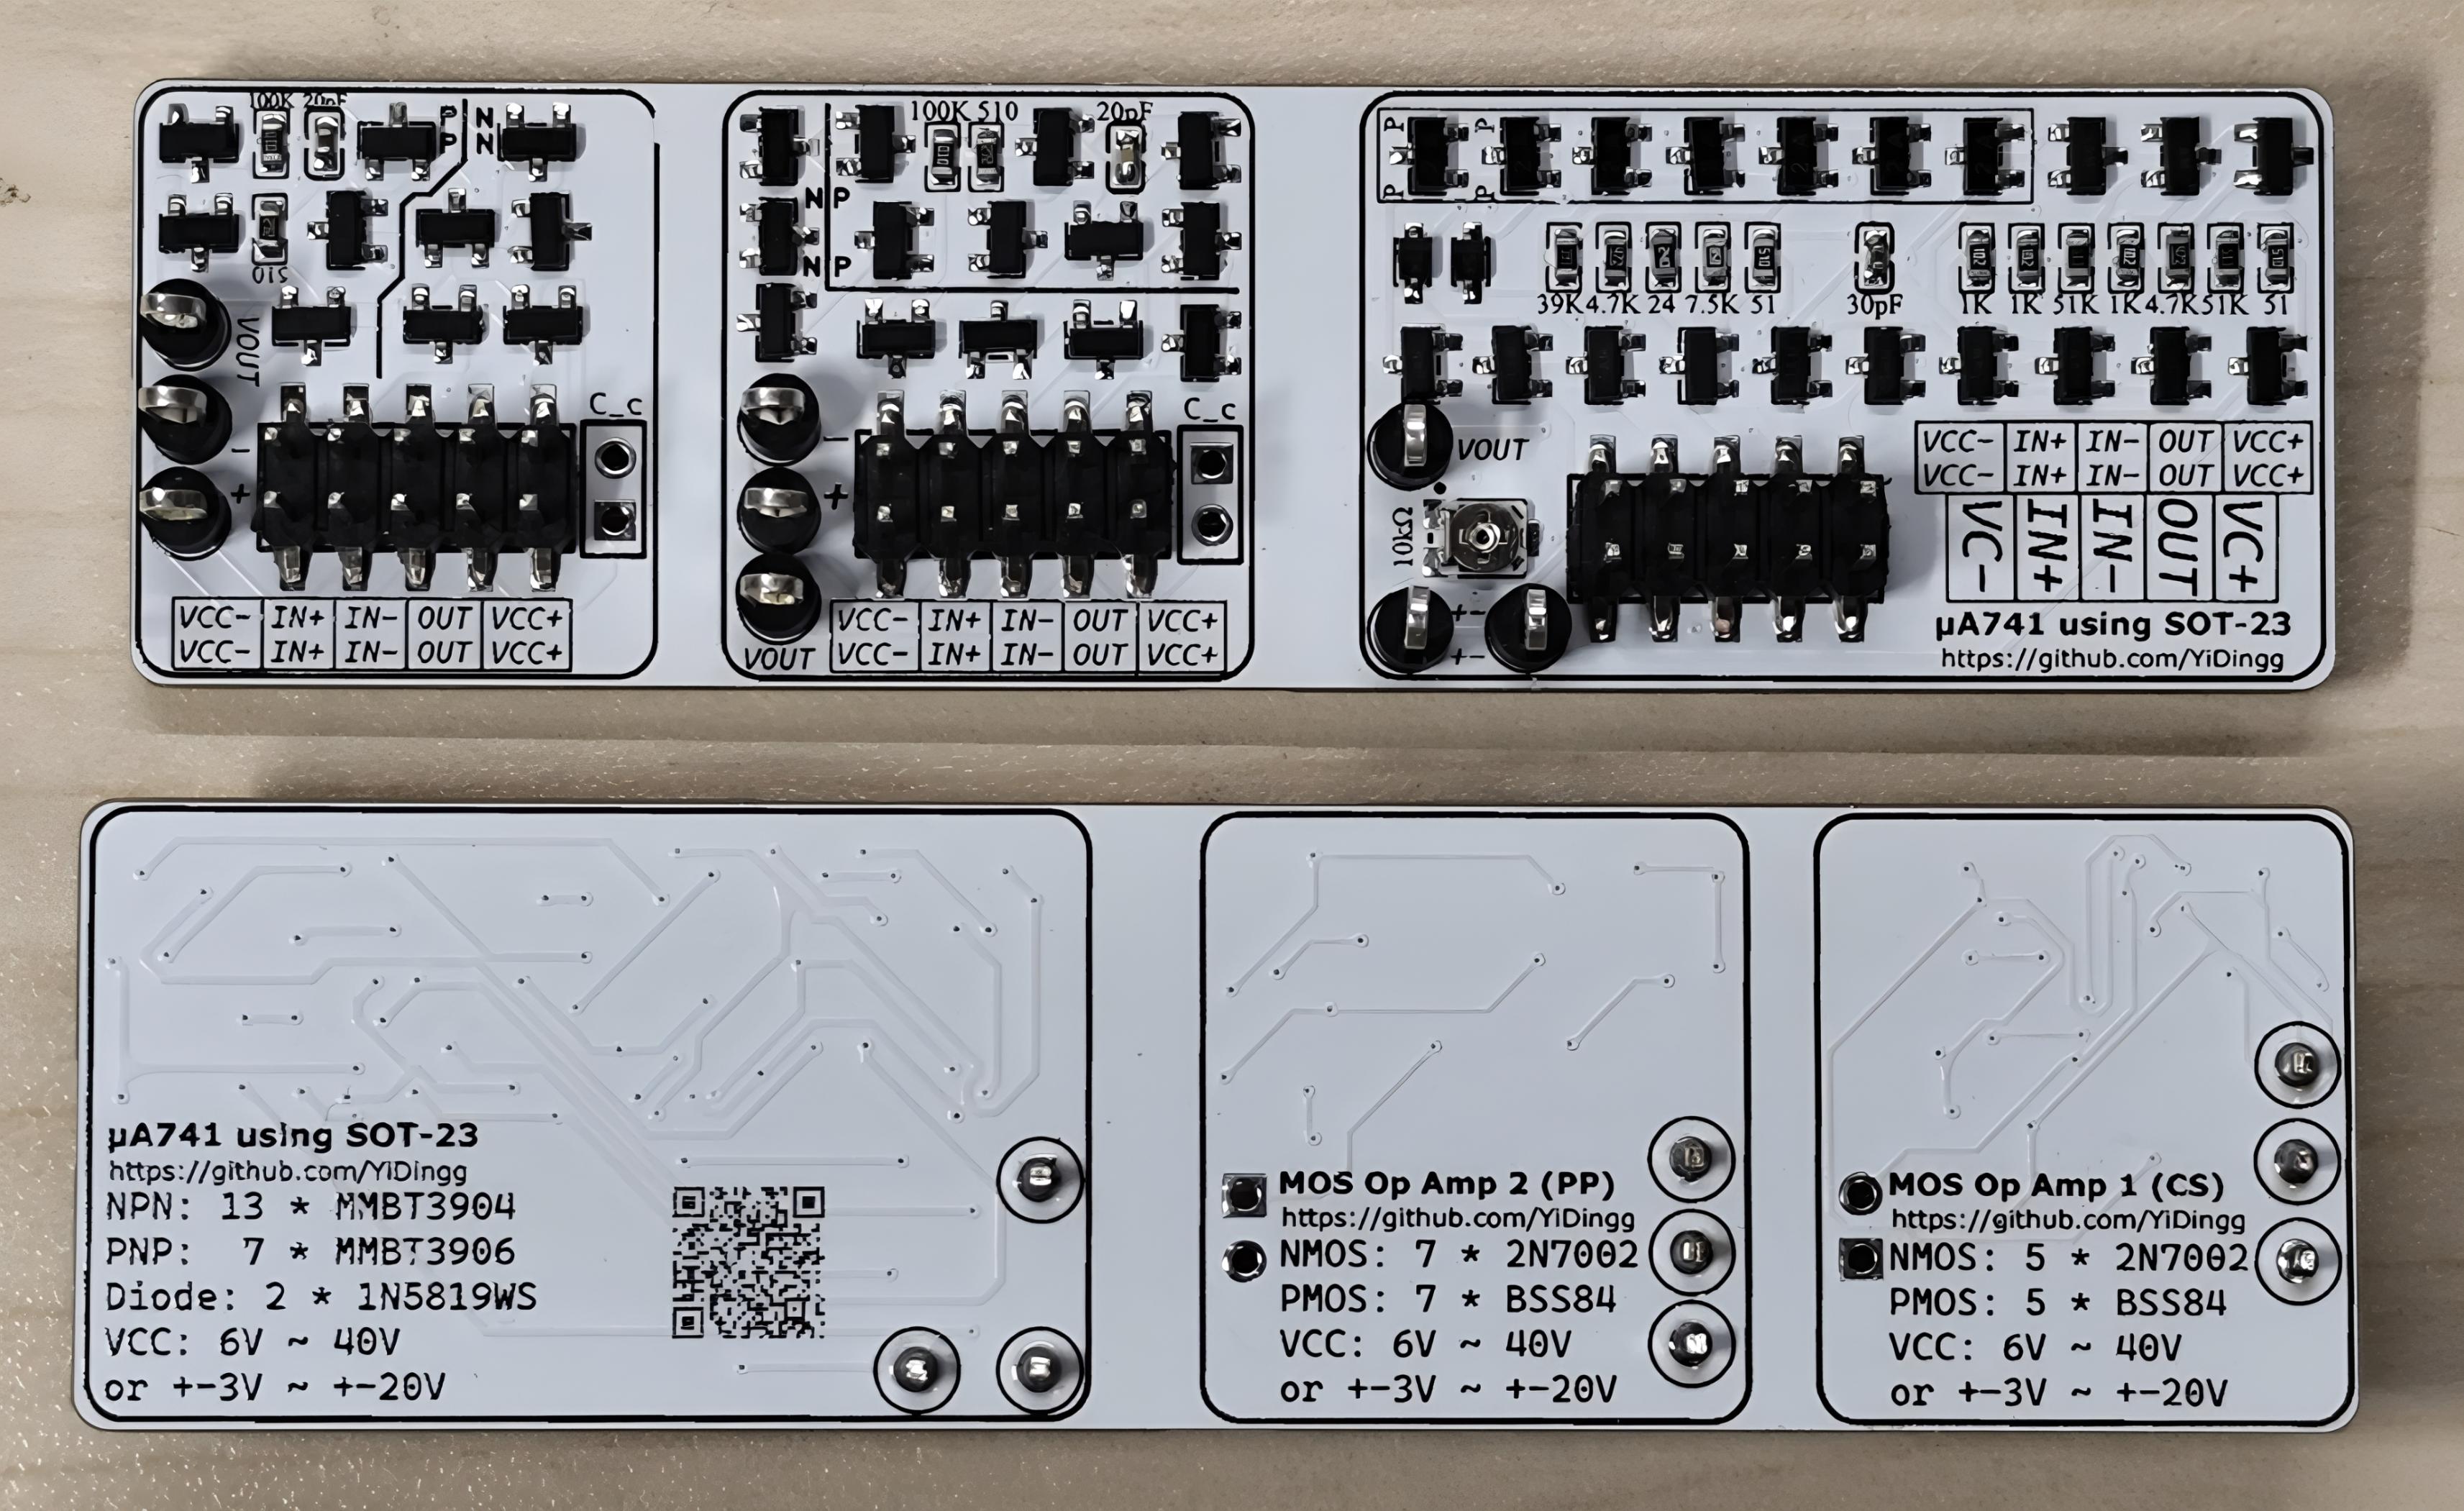 100K 20pF
P N
P N
510
VOUT
C_c
-
+
VCC- IN+ IN- OUT VCC+
VCC- IN+ IN- OUT VCC+
100K 510 20pF
N P
N P
C_c
-
+
VOUT
VCC- IN+ IN- OUT VCC+
VCC- IN+ IN- OUT VCC+
P P
P P
39K 4.7K 24 7.5K 51 30pF 1K 1K 51K 1K 4.7K 51K 51
VOUT
10kΩ
+-
+-
VCC- IN+ IN- OUT VCC+
VCC- IN+ IN- OUT VCC+
VC- IN+ IN- OUT VC+
μA741 using SOT-23
https://github.com/YiDingg
μA741 using SOT-23
https://github.com/YiDingg
NPN: 13 * MMBT3904
PNP: 7 * MMBT3906
Diode: 2 * 1N5819WS
VCC: 6V ~ 40V
or +-3V ~ +-20V
MOS Op Amp 2 (PP)
https://github.com/YiDingg
NMOS: 7 * 2N7002
PMOS: 7 * BSS84
VCC: 6V ~ 40V
or +-3V ~ +-20V
MOS Op Amp 1 (CS)
https://github.com/YiDingg
NMOS: 5 * 2N7002
PMOS: 5 * BSS84
VCC: 6V ~ 40V
or +-3V ~ +-20V